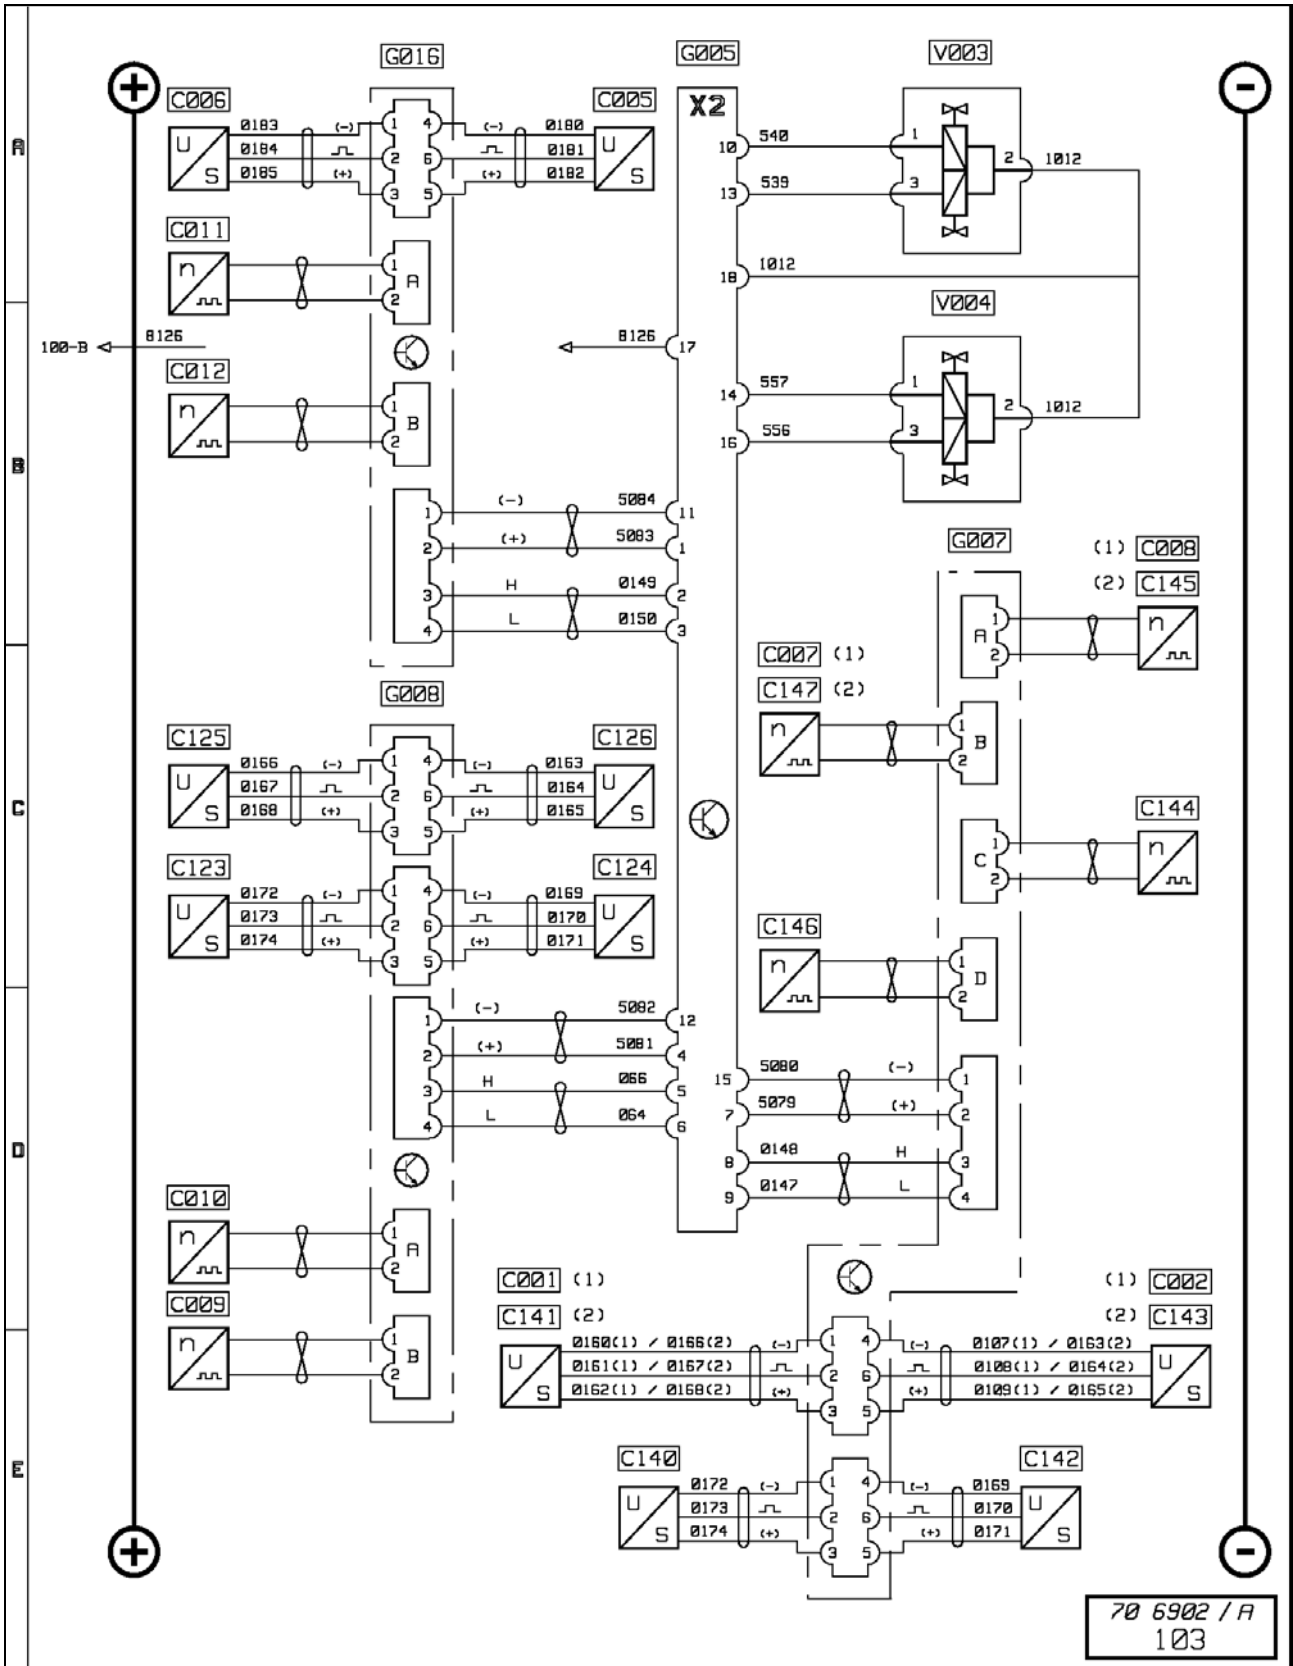 G016
G005
V003
C006
C005
X2
A
0183 (-) 1 4 (-) 0180
U S 0184 2 6 0181 U S
0185 (+) 3 5 (+) 0182
10 540 1 2 1012
13 539 3
C011
n 1 A
2
18 1012
V004
100-B 8126
8126 17
C012
n 1 B
2
14 557 1 2 1012
16 556 3
B
1 (-) 5084 11
2 (+) 5083 1
3 H 0149 2
4 L 0150 3
G007
(1) C008
(2) C145
A 1 n
2
C007 (1)
C147 (2)
n 1 B
2
G008
C125
C126
0166 (-) 1 4 (-) 0163
U S 0167 2 6 0164 U S
0168 (+) 3 5 (+) 0165
C
C144
C 1 n
2
C123
C124
0172 (-) 1 4 (-) 0169
U S 0173 2 6 0170 U S
0174 (+) 3 5 (+) 0171
C146
n 1 D
2
1 (-) 5082 12
2 (+) 5081 4
3 H 066 5
4 L 064 6
15 5080 (-) 1
7 5079 (+) 2
8 0148 H 3
9 0147 L 4
D
C010
n 1 A
2
C009
n 1 B
2
C001 (1)
C141 (2)
(1) C002
(2) C143
0160(1) / 0166(2) (-) 1 4 (-) 0107(1) / 0163(2)
U S 0161(1) / 0167(2) 2 6 0108(1) / 0164(2) U S
0162(1) / 0168(2) (+) 3 5 (+) 0109(1) / 0165(2)
E
C140
C142
0172 (-) 1 4 (-) 0169
U S 0173 2 6 0170 U S
0174 (+) 3 5 (+) 0171
70 6902 / A
103